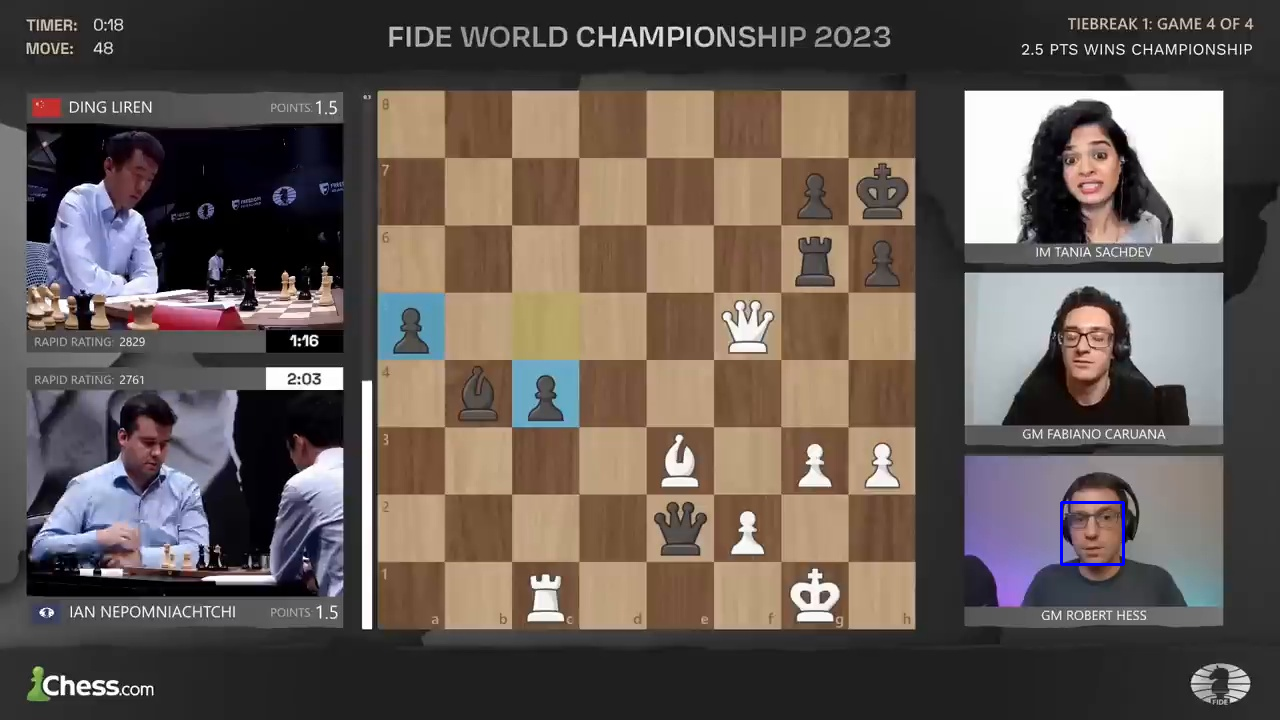 TIMER: 0:18
MOVE: 48
FIDE WORLD CHAMPIONSHIP 2023
TIEBREAK 1: GAME 4 OF 4
2.5 PTS WINS CHAMPIONSHIP
DING LIREN POINTS: 1.5
RAPID RATING: 2829 1:16
RAPID RATING: 2761 2:03
IAN NEPOMNIACHTCHI POINTS: 1.5
8
7
6
5
4
3
2
1
a b c d e f g h
IM TANIA SACHDEV
GM FABIANO CARUANA
GM ROBERT HESS
Chess.com
FIDE